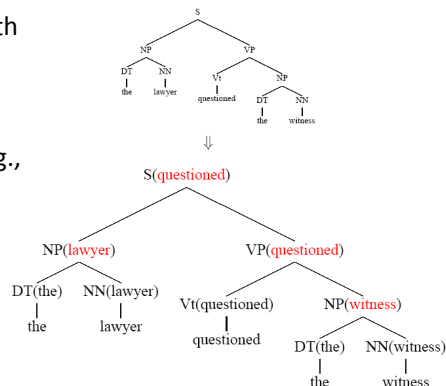 S
th
NP VP
DT NN Vt NP
the lawyer questioned DT NN
the witness
⇓
g.,
S(questioned)
NP(lawyer) VP(questioned)
DT(the) NN(lawyer) Vt(questioned) NP(witness)
the lawyer questioned DT(the) NN(witness)
the witness